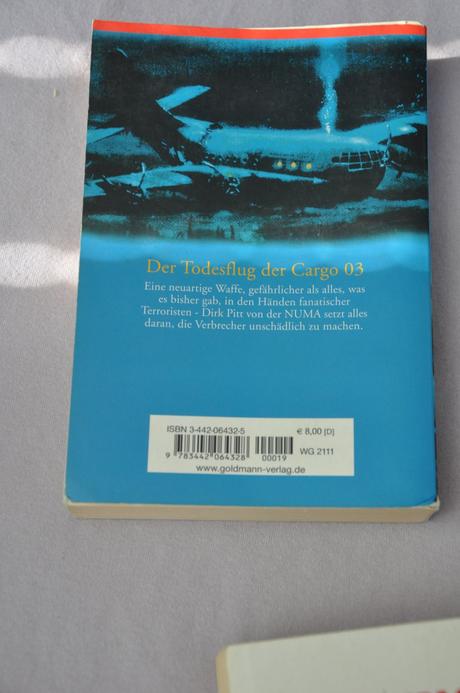 Der Todesflug der Cargo 03
Eine neuartige Waffe, gefährlicher als alles, was
es bisher gab, in den Händen fanatischer
Terroristen - Dirk Pitt von der NUMA setzt alles
daran, die Verbrecher unschädlich zu machen.
ISBN 3-442-06432-5 € 8,00 [D]
9 783442 064328 00019 WG 2111
www.goldmann-verlag.de